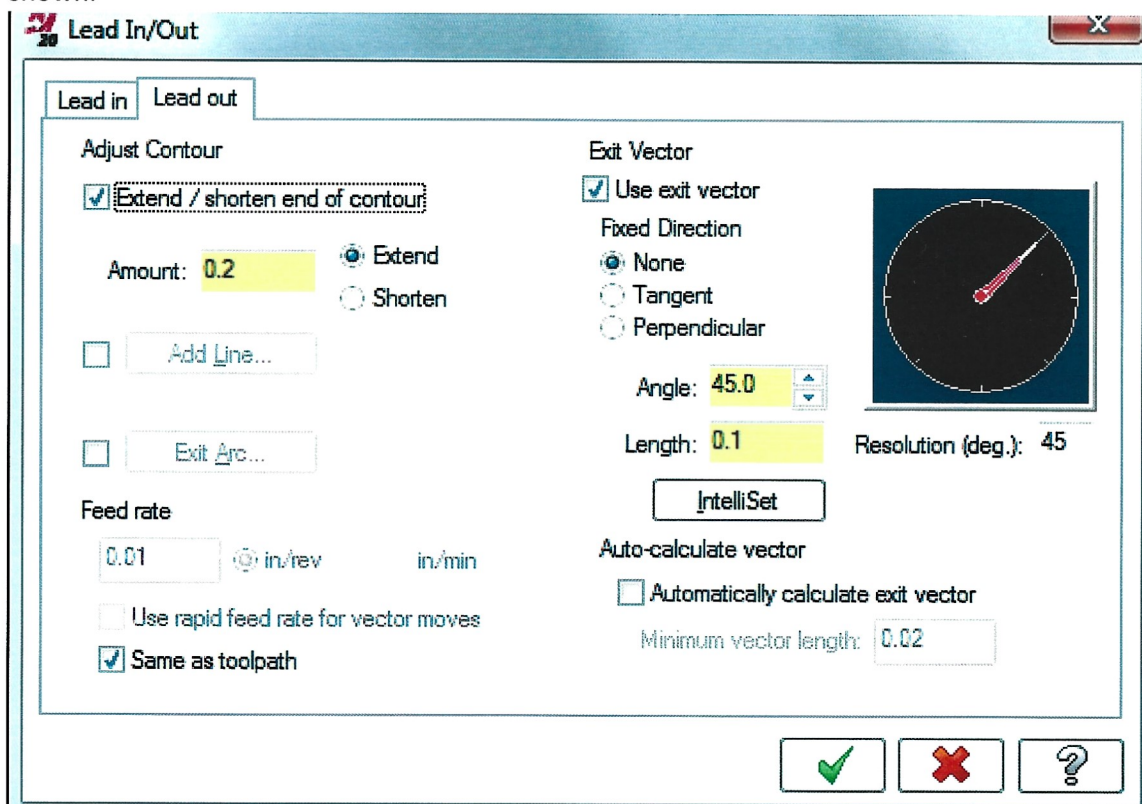 Lead In/Out
Lead in
Lead out
Adjust Contour
Extend / shorten end of contour
Amount: 0.2
Extend
Shorten
Add Line...
Exit Arc...
Feed rate
0.01
in/rev
in/min
Use rapid feed rate for vector moves
Same as toolpath
Exit Vector
Use exit vector
Fixed Direction
None
Tangent
Perpendicular
Angle: 45.0
Length: 0.1
Resolution (deg.): 45
IntelliSet
Auto-calculate vector
Automatically calculate exit vector
Minimum vector length: 0.02